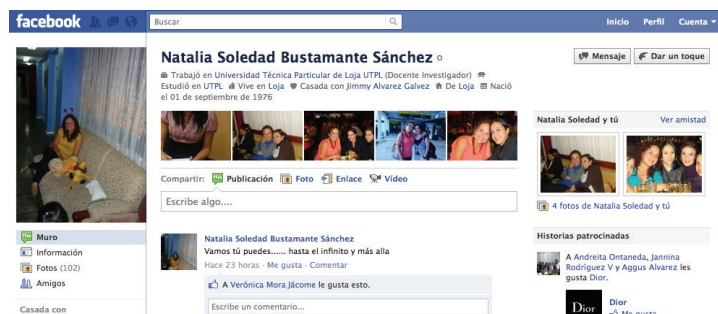 facebook
Buscar
Inicio Perfil Cuenta
Natalia Soledad Bustamante Sánchez
Mensaje Dar un toque
Trabajó en Universidad Técnica Particular de Loja UTPL (Docente Investigador)
Estudió en UTPL Vive en Loja Casada con Jimmy Alvarez Galvez De Loja Nació
el 01 de septiembre de 1976
Natalia Soledad y tú Ver amistad
4 fotos de Natalia Soledad y tú
Compartir: Publicación Foto Enlace Vídeo
Escribe algo....
Muro
Información
Fotos (102)
Amigos
Casada con
Natalia Soledad Bustamante Sánchez
Vamos tú puedes...... hasta el infinito y más alla
Hace 23 horas · Me gusta · Comentar
A Verónica Mora Jácome le gusta esto.
Escribe un comentario...
Historias patrocinadas
A Andreita Ontaneda, Jannina
Rodríguez V y Aggus Alvarez les
gusta Dior.
Dior
Dior
Me gusta